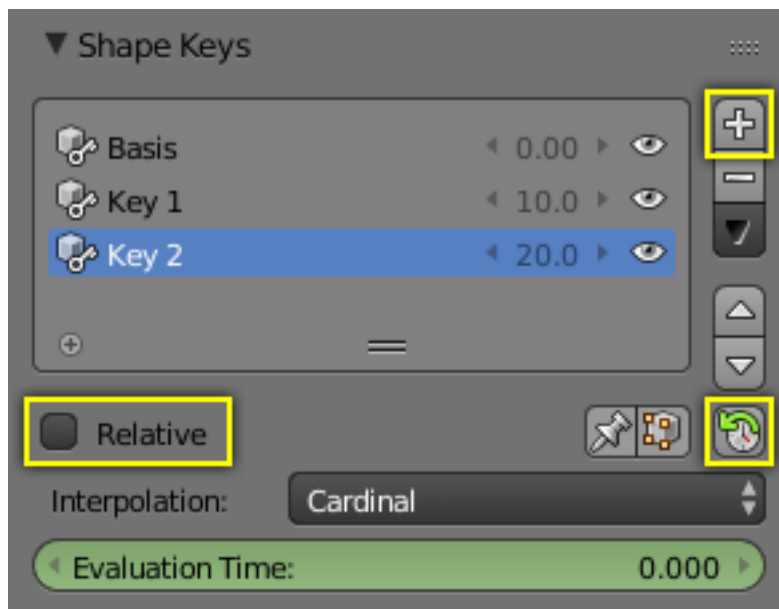 Shape Keys
Basis 0.00
Key 1 10.0
Key 2 20.0
Relative
Interpolation: Cardinal
Evaluation Time: 0.000